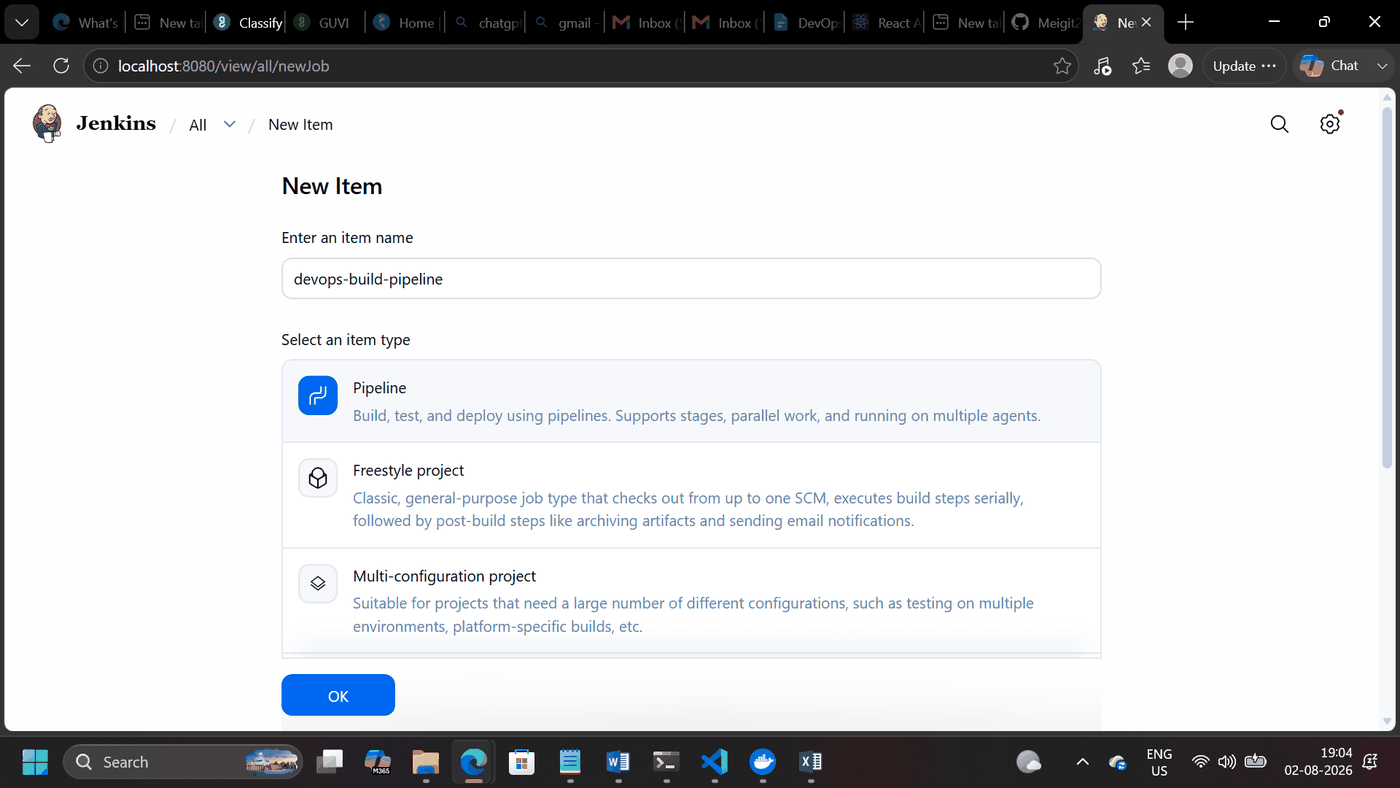 What's
New ta
Classify
GUVI
Home
chatgpt
gmail -
Inbox (
Inbox (
DevOp
React A
New ta
Meigit2
Ne
localhost:8080/view/all/newJob
Update
Chat
Jenkins / All / New Item
New Item
Enter an item name
devops-build-pipeline
Select an item type
Pipeline
Build, test, and deploy using pipelines. Supports stages, parallel work, and running on multiple agents.
Freestyle project
Classic, general-purpose job type that checks out from up to one SCM, executes build steps serially,
followed by post-build steps like archiving artifacts and sending email notifications.
Multi-configuration project
Suitable for projects that need a large number of different configurations, such as testing on multiple
environments, platform-specific builds, etc.
OK
Search
M365
ENG
US
19:04
02-08-2026